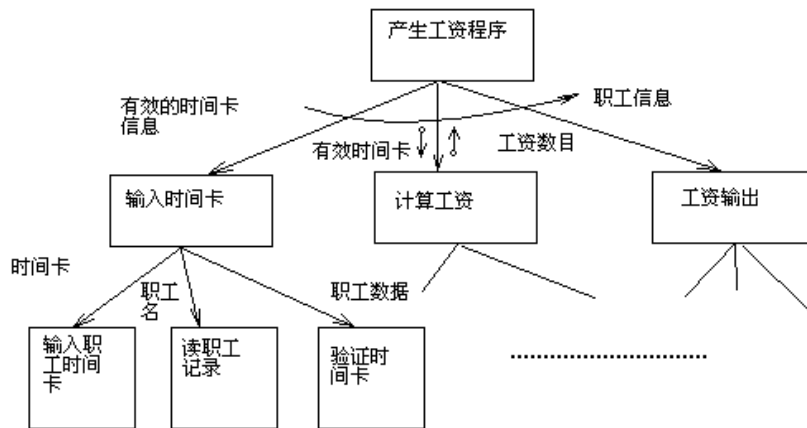 产生工资程序
有效的时间卡
信息
职工信息
有效时间卡
工资数目
输入时间卡
计算工资
工资输出
时间卡
职工
名
职工数据
输入职
工时间
卡
读职工
记录
验证时
间卡